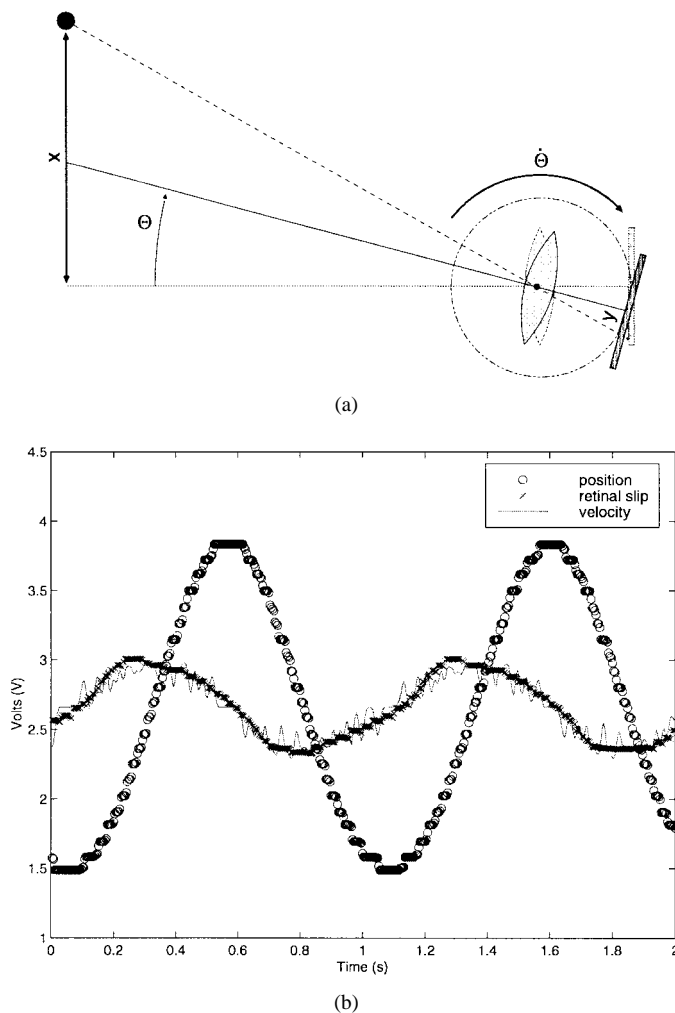 x
Θ
Θ̇
y
(a)
4.5
4
3.5
3
2.5
2
1.5
1
Volts (V)
position
retinal slip
velocity
0
0.2
0.4
0.6
0.8
1
1.2
1.4
1.6
1.8
2
Time (s)
(b)